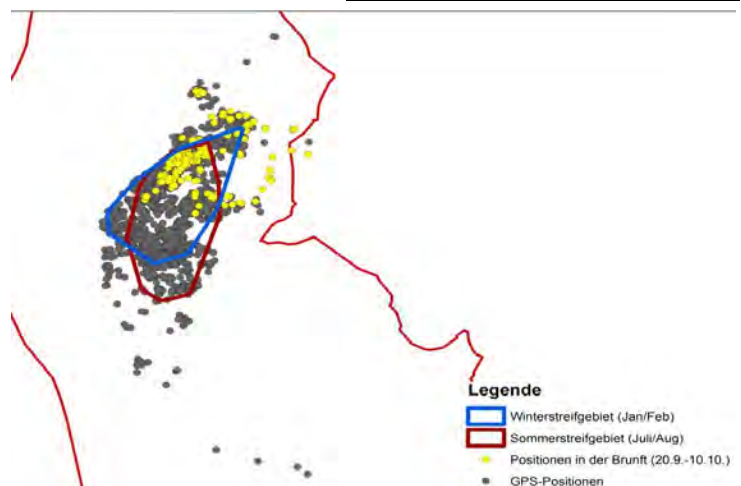 Legende
Winterstreifgebiet (Jan/Feb)
Sommerstreifgebiet (Juli/Aug)
Positionen in der Brunft (20.9.-10.10.)
GPS-Positionen